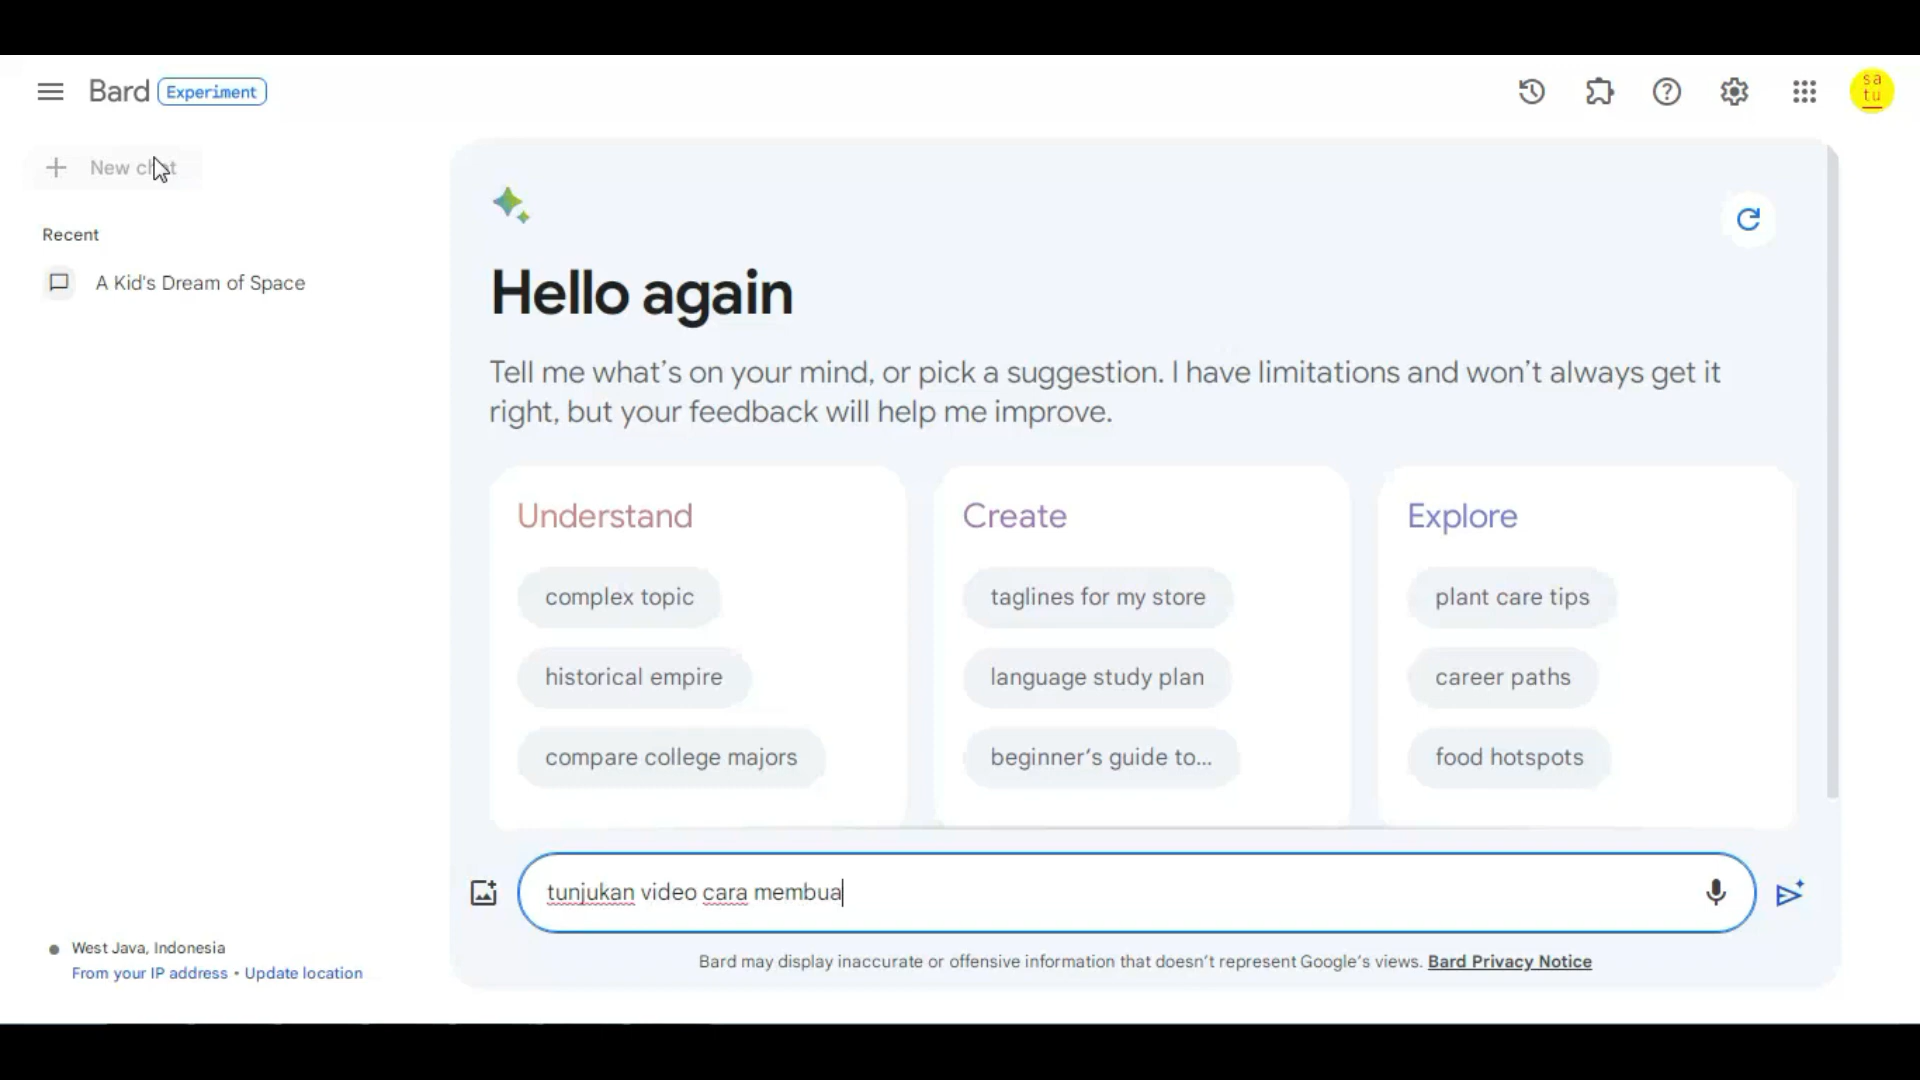 Bard Experiment
sa
tu
New chat
Recent
A Kid's Dream of Space
Hello again
Tell me what's on your mind, or pick a suggestion. I have limitations and won't always get it
right, but your feedback will help me improve.
Understand
complex topic
historical empire
compare college majors
Create
taglines for my store
language study plan
beginner's guide to...
Explore
plant care tips
career paths
food hotspots
tunjukan video cara membua
Bard may display inaccurate or offensive information that doesn't represent Google's views. Bard Privacy Notice
West Java, Indonesia
From your IP address • Update location